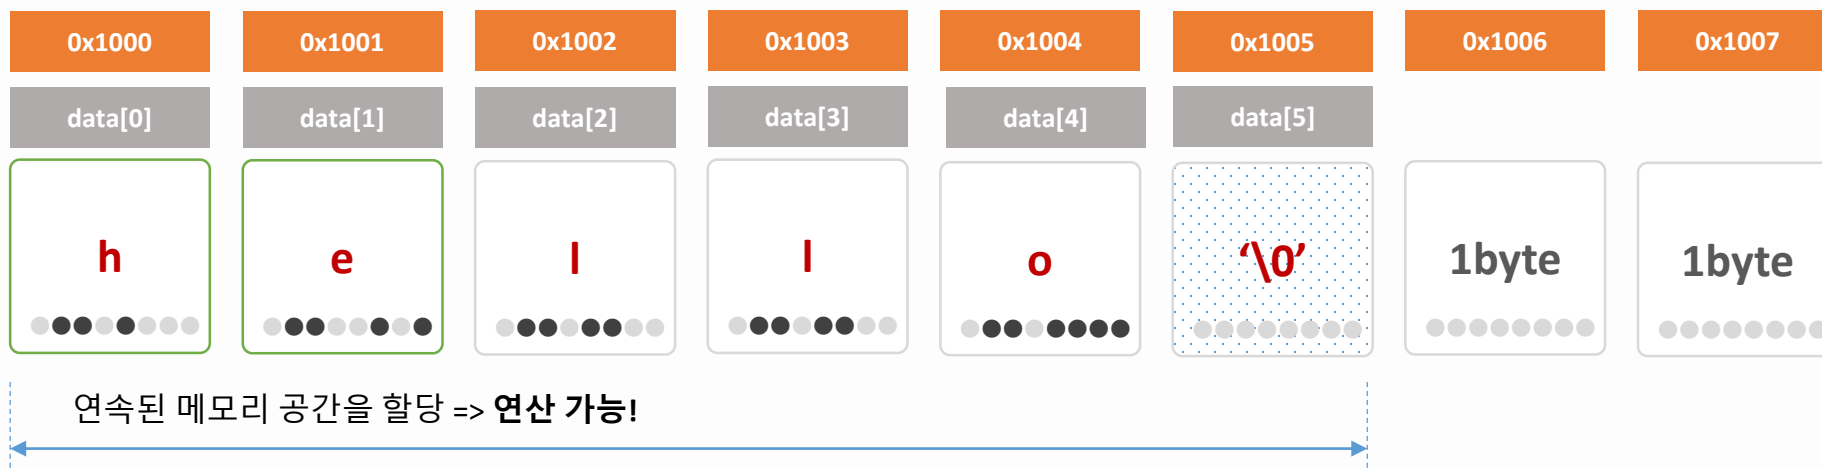 0x1000 0x1001 0x1002 0x1003 0x1004 0x1005 0x1006 0x1007
data[0] data[1] data[2] data[3] data[4] data[5]
h e l l o ‘\0’ 1byte 1byte
연속된 메모리 공간을 할당 => 연산 가능!